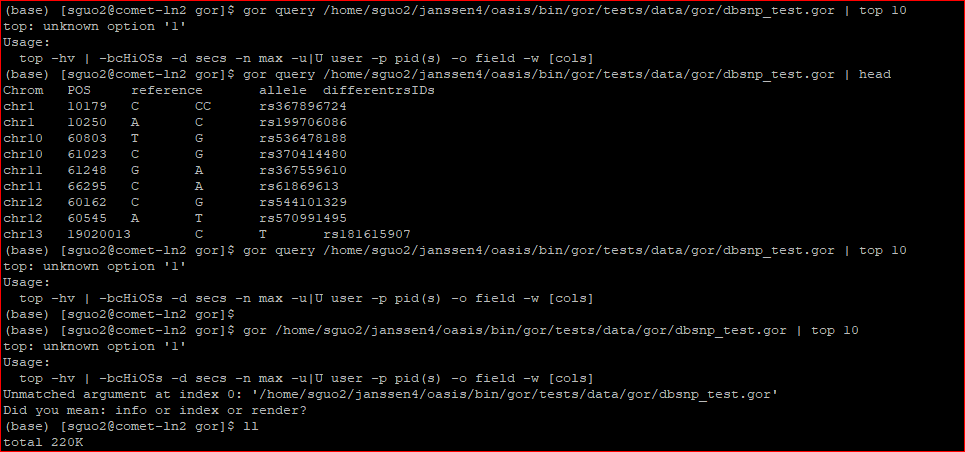 (base) [sguo2@comet-ln2 gor]$ gor query /home/sguo2/janssen4/oasis/bin/gor/tests/data/gor/dbsnp_test.gor | top 10
top: unknown option '1'
Usage:
  top -hv | -bcHiOSs -d secs -n max -u|U user -p pid(s) -o field -w [cols]
(base) [sguo2@comet-ln2 gor]$ gor query /home/sguo2/janssen4/oasis/bin/gor/tests/data/gor/dbsnp_test.gor | head
Chrom   POS     reference       allele  differentrsIDs
chr1    10179   C       CC      rs367896724
chr1    10250   A       C       rs199706086
chr10   60803   T       G       rs536478188
chr10   61023   C       G       rs370414480
chr11   61248   G       A       rs367559610
chr11   66295   C       A       rs61869613
chr12   60162   C       G       rs544101329
chr12   60545   A       T       rs570991495
chr13   19020013        C       T       rs181615907
(base) [sguo2@comet-ln2 gor]$ gor query /home/sguo2/janssen4/oasis/bin/gor/tests/data/gor/dbsnp_test.gor | top 10
top: unknown option '1'
Usage:
  top -hv | -bcHiOSs -d secs -n max -u|U user -p pid(s) -o field -w [cols]
(base) [sguo2@comet-ln2 gor]$
(base) [sguo2@comet-ln2 gor]$ gor /home/sguo2/janssen4/oasis/bin/gor/tests/data/gor/dbsnp_test.gor | top 10
top: unknown option '1'
Usage:
  top -hv | -bcHiOSs -d secs -n max -u|U user -p pid(s) -o field -w [cols]
Unmatched argument at index 0: '/home/sguo2/janssen4/oasis/bin/gor/tests/data/gor/dbsnp_test.gor'
Did you mean: info or index or render?
(base) [sguo2@comet-ln2 gor]$ ll
total 220K